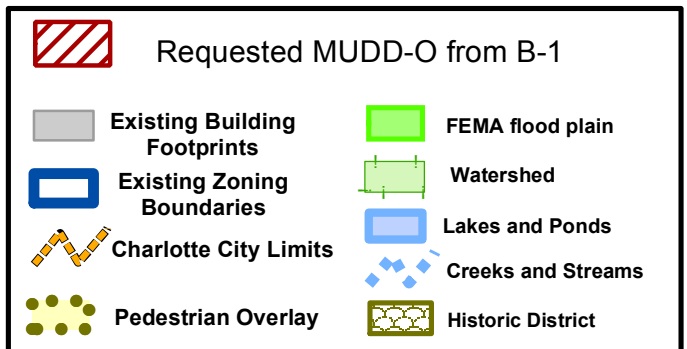 Requested MUDD-O from B-1
Existing Building
Footprints
Existing Zoning
Boundaries
Charlotte City Limits
Pedestrian Overlay
FEMA flood plain
Watershed
Lakes and Ponds
Creeks and Streams
Historic District